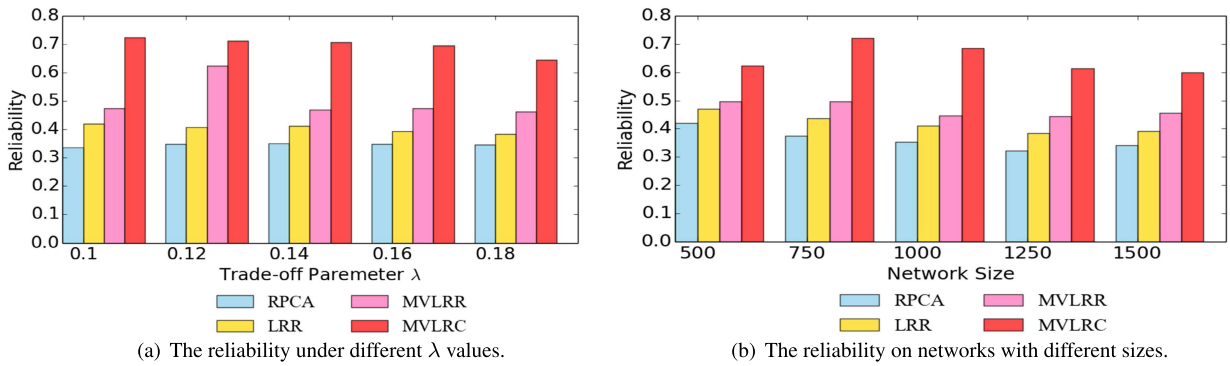 0.8
0.7
0.6
0.5
0.4
0.3
0.2
0.1
0.0
Reliability
0.1 0.12 0.14 0.16 0.18
Trade-off Paremeter λ
RPCA MVLRR
LRR MVLRC
(a) The reliability under different λ values.
0.8
0.7
0.6
0.5
0.4
0.3
0.2
0.1
0.0
Reliability
500 750 1000 1250 1500
Network Size
RPCA MVLRR
LRR MVLRC
(b) The reliability on networks with different sizes.